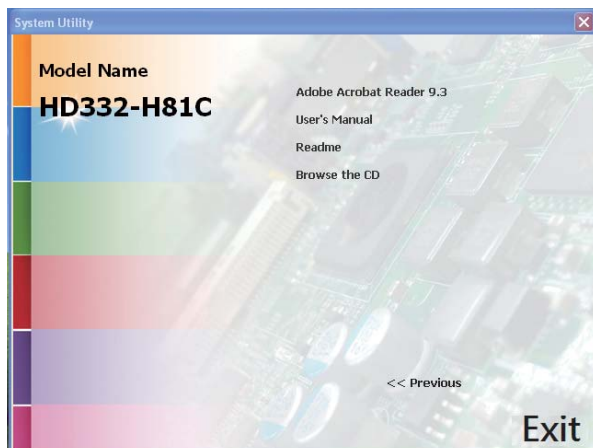 System Utility
Model Name
HD332-H81C
Adobe Acrobat Reader 9.3
User's Manual
Readme
Browse the CD
<< Previous
Exit